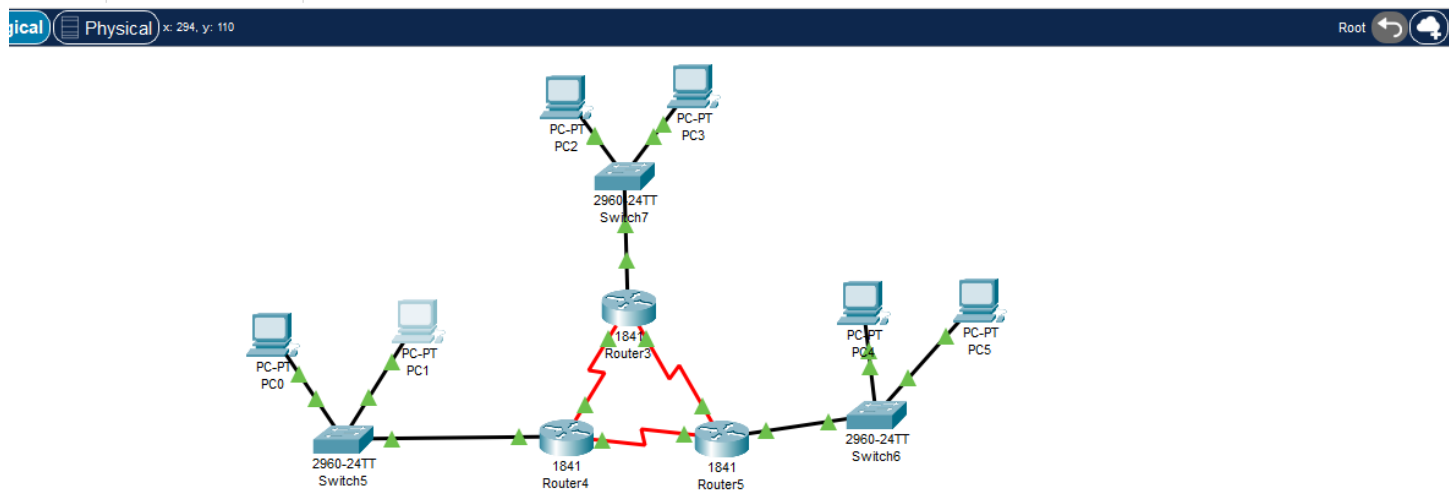 gical Physical x: 294, y: 110 Root
PC-PT
PC2
PC-PT
PC3
2960-24TT
Switch7
1841
Router3
PC-PT
PC0
PC-PT
PC1
PC-PT
PC4
PC-PT
PC5
2960-24TT
Switch5
1841
Router4
1841
Router5
2960-24TT
Switch6